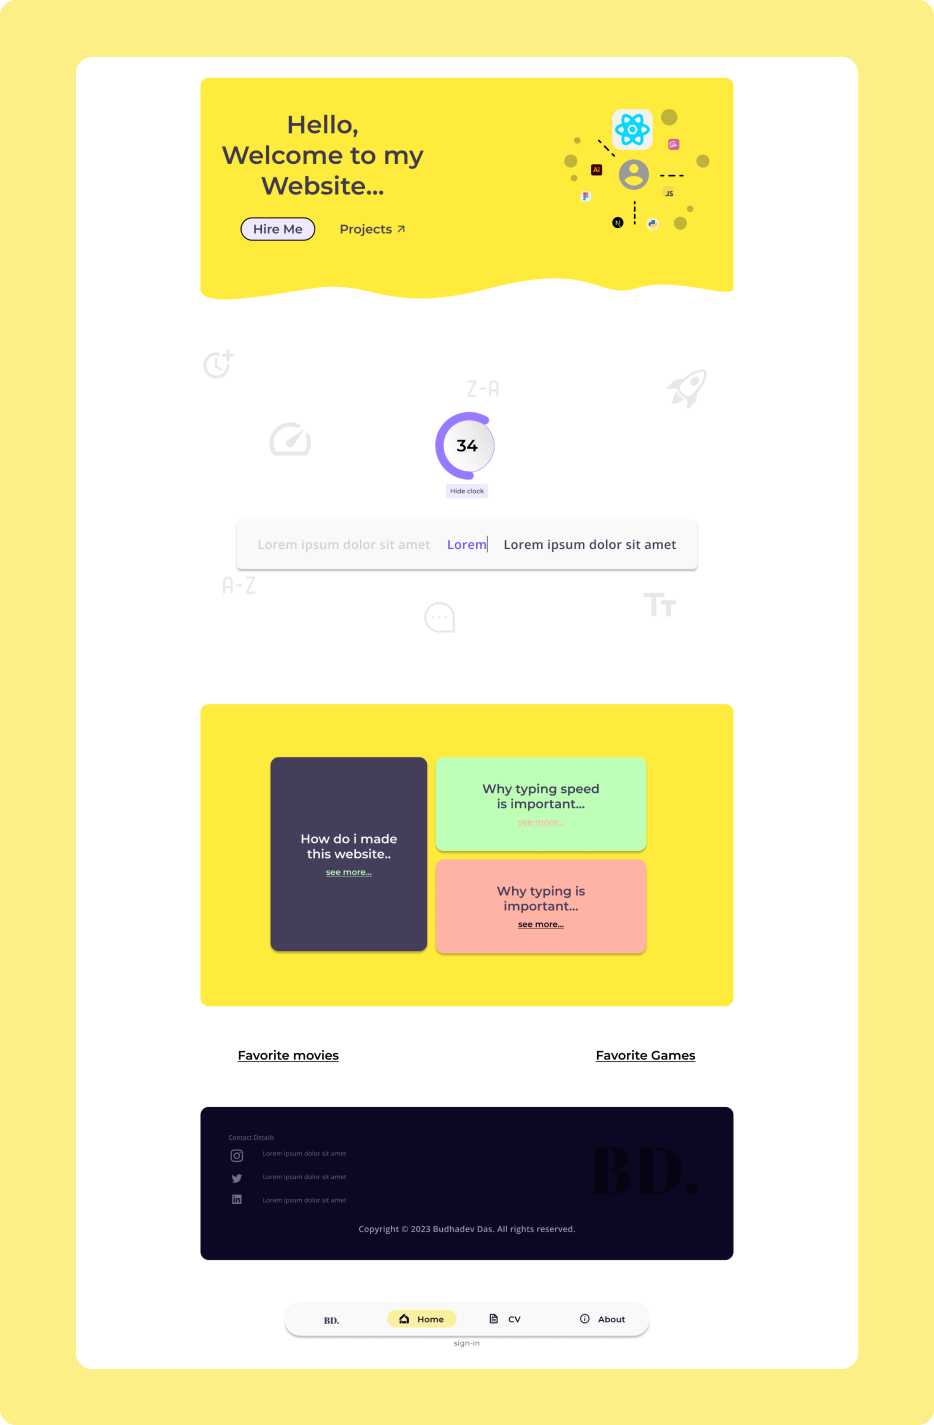 Hello,
Welcome to my
Website...
Hire Me
Projects
Ai
JS
N
Z-A
34
Hide clock
Lorem ipsum dolor sit amet Lorem Lorem ipsum dolor sit amet
A-Z
TT
How do i made
this website..
see more...
Why typing speed
is important...
see more...
Why typing is
important...
see more...
Favorite movies
Favorite Games
Contact Details
Lorem ipsum dolor sit amet
Lorem ipsum dolor sit amet
in
Lorem ipsum dolor sit amet
BD.
Copyright © 2023 Budhadev Das. All rights reserved.
BD.
Home
CV
About
sign-in